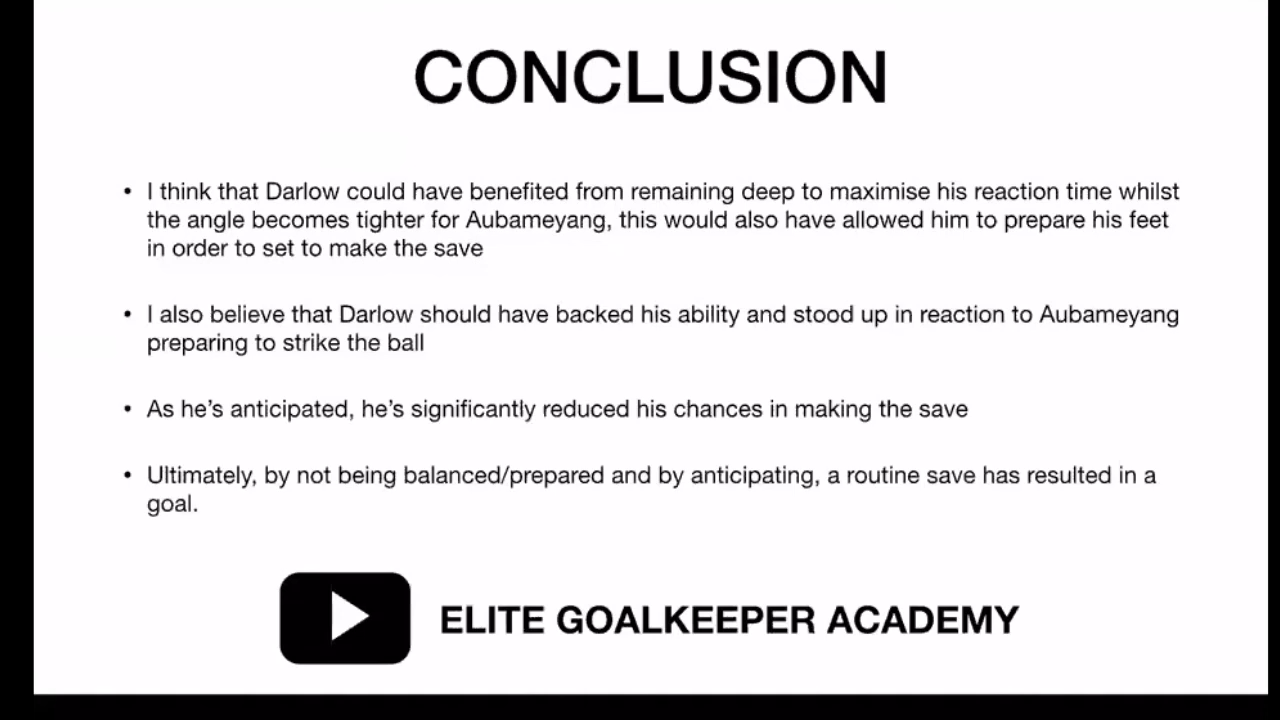 CONCLUSION
• I think that Darlow could have benefited from remaining deep to maximise his reaction time whilst
the angle becomes tighter for Aubameyang, this would also have allowed him to prepare his feet
in order to set to make the save
• I also believe that Darlow should have backed his ability and stood up in reaction to Aubameyang
preparing to strike the ball
• As he’s anticipated, he’s significantly reduced his chances in making the save
• Ultimately, by not being balanced/prepared and by anticipating, a routine save has resulted in a
goal.
ELITE GOALKEEPER ACADEMY